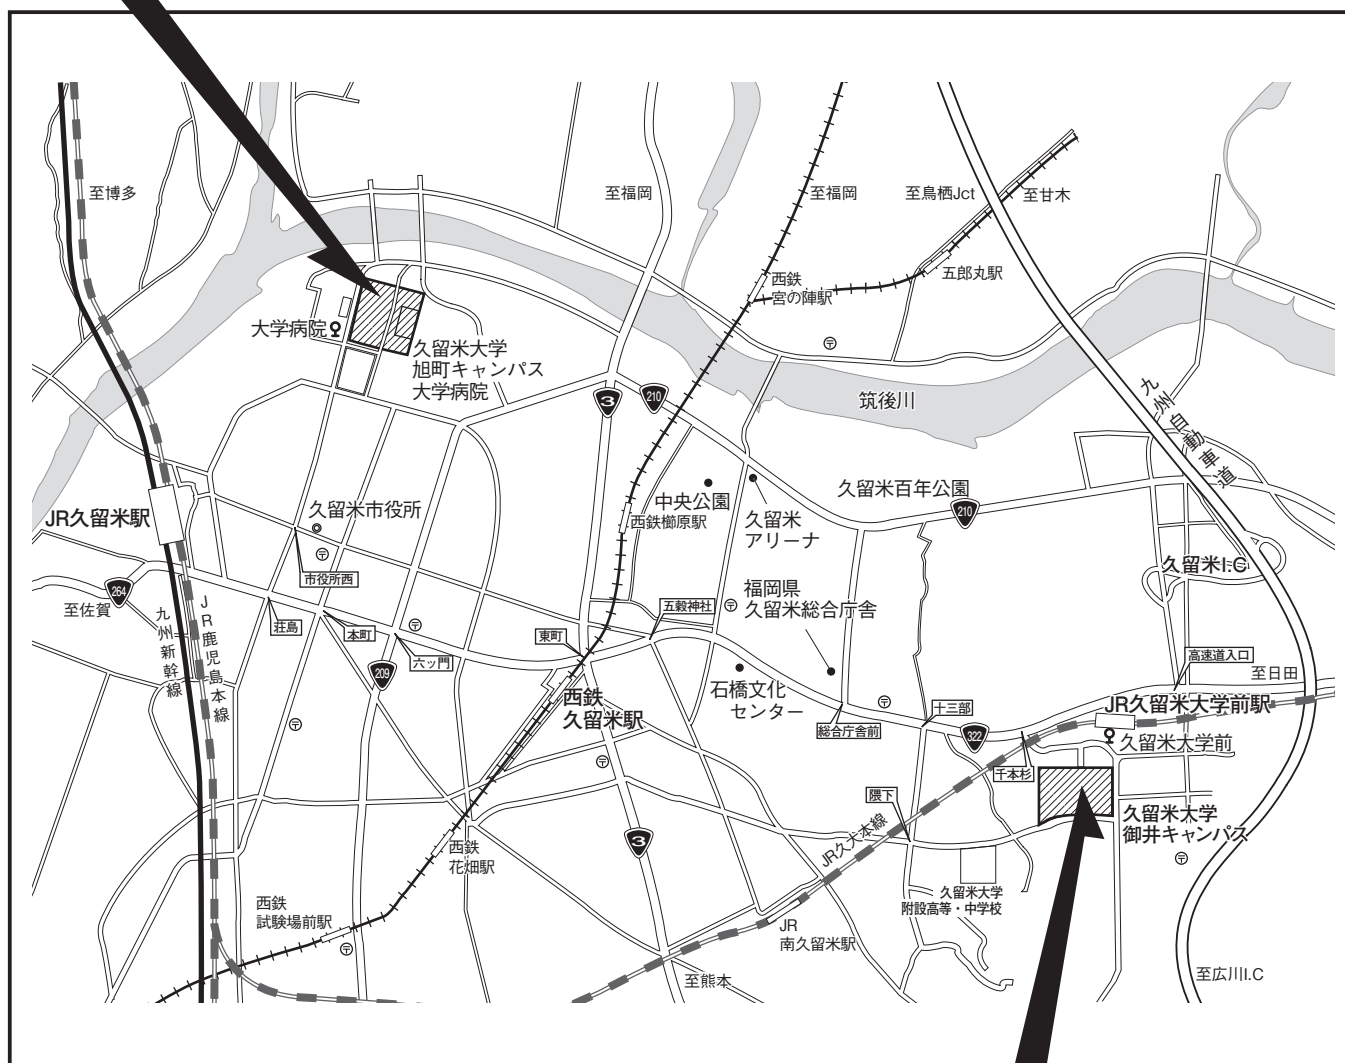 至博多
至福岡
至福岡
至鳥栖Jct
至甘木
五郎丸駅
西鉄
宮の陣駅
大学病院
久留米大学
旭町キャンパス
大学病院
3
210
筑後川
九州自動車道
中央公園
久留米百年公園
久留米市役所
JR久留米駅
西鉄櫛原駅
久留米
アリーナ
210
久留米I.C
市役所西
264
至佐賀
福岡県
久留米総合庁舎
五穀神社
荘島
本町
JR鹿児島本線
九州新幹線
東町
六ッ門
209
高速道入口
至日田
西鉄
久留米駅
石橋文化
センター
十三部
JR久留米大学前駅
総合庁舎前
322
久留米大学前
千本杉
隈下
久留米大学
御井キャンパス
3
JR久大本線
西鉄
花畑駅
久留米大学
附設高等・中学校
西鉄
試験場前駅
JR
南久留米駅
至熊本
至広川I.C